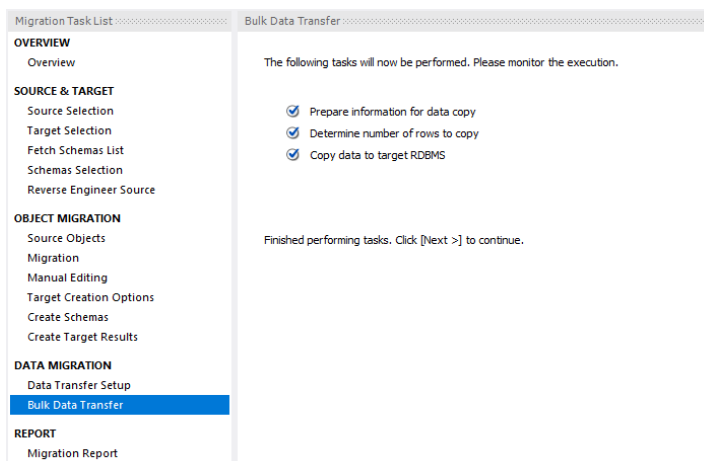 Migration Task List
OVERVIEW
Overview
SOURCE & TARGET
Source Selection
Target Selection
Fetch Schemas List
Schemas Selection
Reverse Engineer Source
OBJECT MIGRATION
Source Objects
Migration
Manual Editing
Target Creation Options
Create Schemas
Create Target Results
DATA MIGRATION
Data Transfer Setup
Bulk Data Transfer
REPORT
Migration Report
Bulk Data Transfer
The following tasks will now be performed. Please monitor the execution.
Prepare information for data copy
Determine number of rows to copy
Copy data to target RDBMS
Finished performing tasks. Click [Next >] to continue.